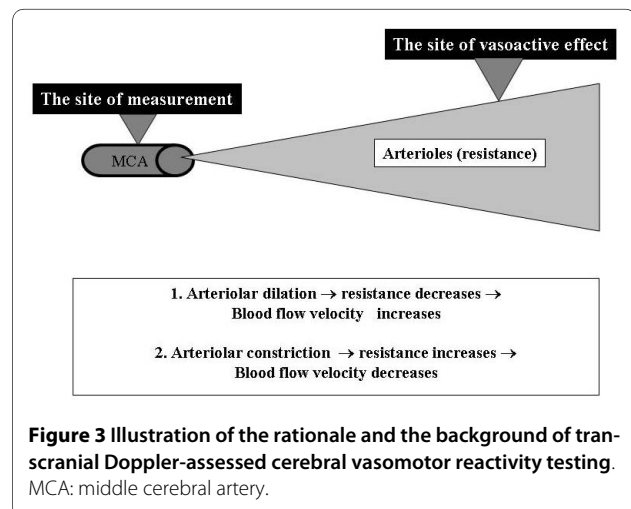 The site of vasoactive effect
The site of measurement
MCA
Arterioles (resistance)
1. Arteriolar dilation → resistance decreases →
Blood flow velocity increases
2. Arteriolar constriction → resistance increases →
Blood flow velocity decreases
Figure 3 Illustration of the rationale and the background of tran-
scranial Doppler-assessed cerebral vasomotor reactivity testing.
MCA: middle cerebral artery.